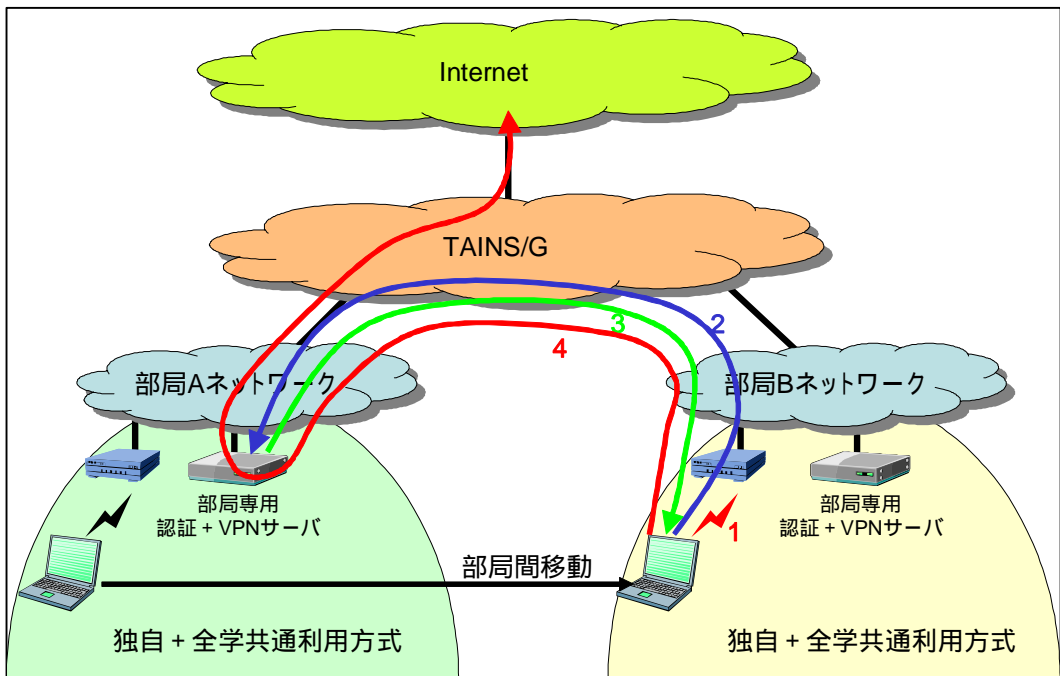 Internet
TAINS/G
2
3
4
部局Aネットワーク
部局Bネットワーク
部局専用
認証 + VPNサーバ
部局専用
認証 + VPNサーバ
1
部局間移動
独自 + 全学共通利用方式
独自 + 全学共通利用方式